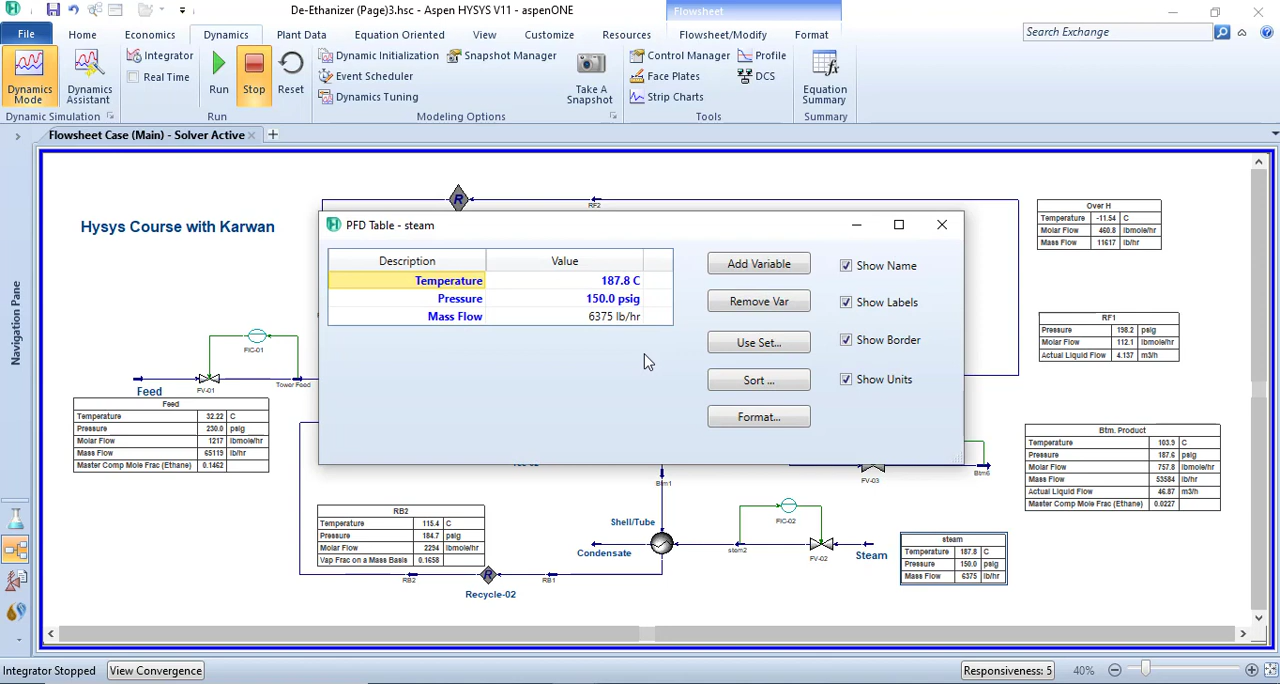 De-Ethanizer (Page)3.hsc - Aspen HYSYS V11 - aspenONE
Flowsheet
File Home Economics Dynamics Plant Data Equation Oriented View Customize Resources Flowsheet/Modify Format
Search Exchange
Dynamics Mode
Dynamics Assistant
Dynamic Simulation
Integrator
Real Time
Run
Stop
Reset
Run
Dynamic Initialization
Event Scheduler
Dynamics Tuning
Snapshot Manager
Take A Snapshot
Modeling Options
Control Manager
Face Plates
Strip Charts
Profile
DCS
Tools
Equation Summary
Summary
Flowsheet Case (Main) - Solver Active
Navigation Pane
Hysys Course with Karwan
R
RF2
Over H
Temperature -11.54 C
Molar Flow 460.8 lbmole/hr
Mass Flow 11617 lb/hr
PFD Table - steam
Description Value
Temperature 187.8 C
Pressure 150.0 psig
Mass Flow 6375 lb/hr
Add Variable
Remove Var
Use Set...
Sort ...
Format...
Show Name
Show Labels
Show Border
Show Units
RF1
Pressure 198.2 psig
Molar Flow 112.1 lbmole/hr
Actual Liquid Flow 4.137 m3/h
FIC-01
Feed
FV-01
Tower Feed
Feed
Temperature 32.22 C
Pressure 230.0 psig
Molar Flow 1217 lbmole/hr
Mass Flow 65119 lb/hr
Master Comp Mole Frac (Ethane) 0.1462
Btm. Product
Temperature 103.9 C
Pressure 187.6 psig
Molar Flow 757.8 lbmole/hr
Mass Flow 53584 lb/hr
Actual Liquid Flow 46.87 m3/h
Master Comp Mole Frac (Ethane) 0.0227
Btm1
FV-03
Btm6
RB2
Temperature 115.4 C
Pressure 184.7 psig
Molar Flow 2294 lbmole/hr
Vap Frac on a Mass Basis 0.1658
Shell/Tube
Condensate
FIC-02
stem2
FV-02
Steam
steam
Temperature 187.8 C
Pressure 150.0 psig
Mass Flow 6375 lb/hr
RB2
R
RB1
Recycle-02
Integrator Stopped
View Convergence
Responsiveness: 5
40%